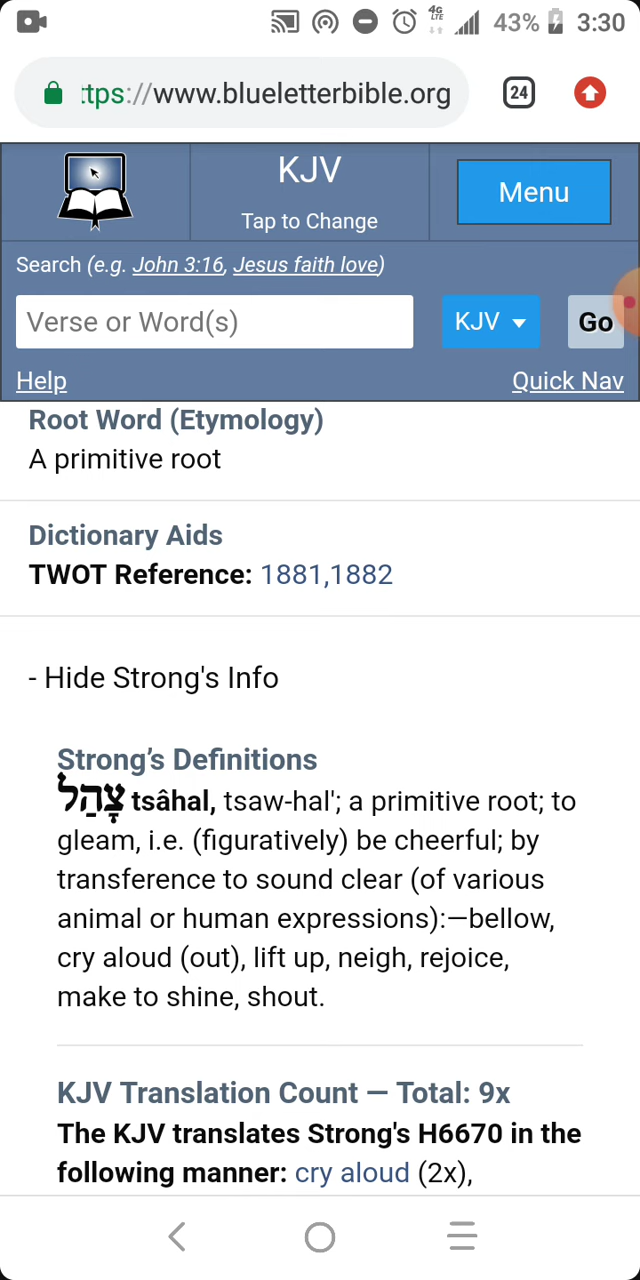 4G
LTE
43% 3:30
ttps://www.blueletterbible.org
24
KJV
Tap to Change
Menu
Search (e.g. John 3:16, Jesus faith love)
Verse or Word(s)
KJV
Go
Help
Quick Nav
Root Word (Etymology)
A primitive root
Dictionary Aids
TWOT Reference: 1881,1882
- Hide Strong's Info
Strong’s Definitions
צָהַל tsâhal, tsaw-hal'; a primitive root; to
gleam, i.e. (figuratively) be cheerful; by
transference to sound clear (of various
animal or human expressions):—bellow,
cry aloud (out), lift up, neigh, rejoice,
make to shine, shout.
KJV Translation Count — Total: 9x
The KJV translates Strong's H6670 in the
following manner: cry aloud (2x),